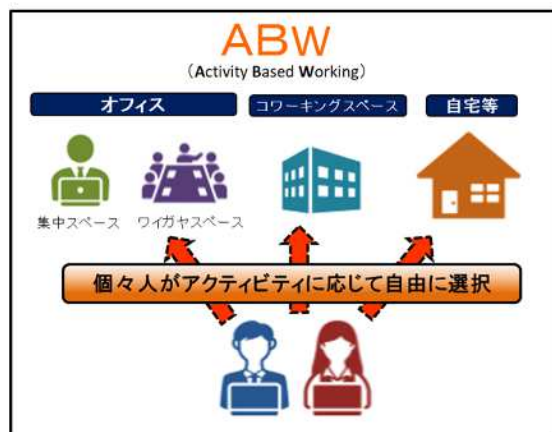 ABW
（Activity Based Working）
オフィス
コワーキングスペース
自宅等
集中スペース
ワイガヤスペース
個々人がアクティビティに応じて自由に選択